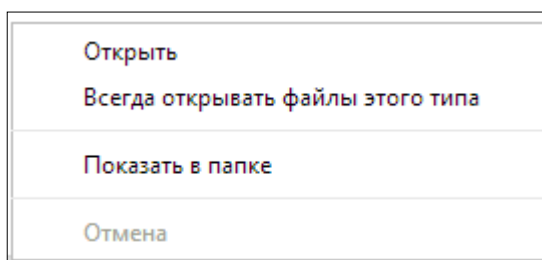 Открыть
Всегда открывать файлы этого типа
Показать в папке
Отмена